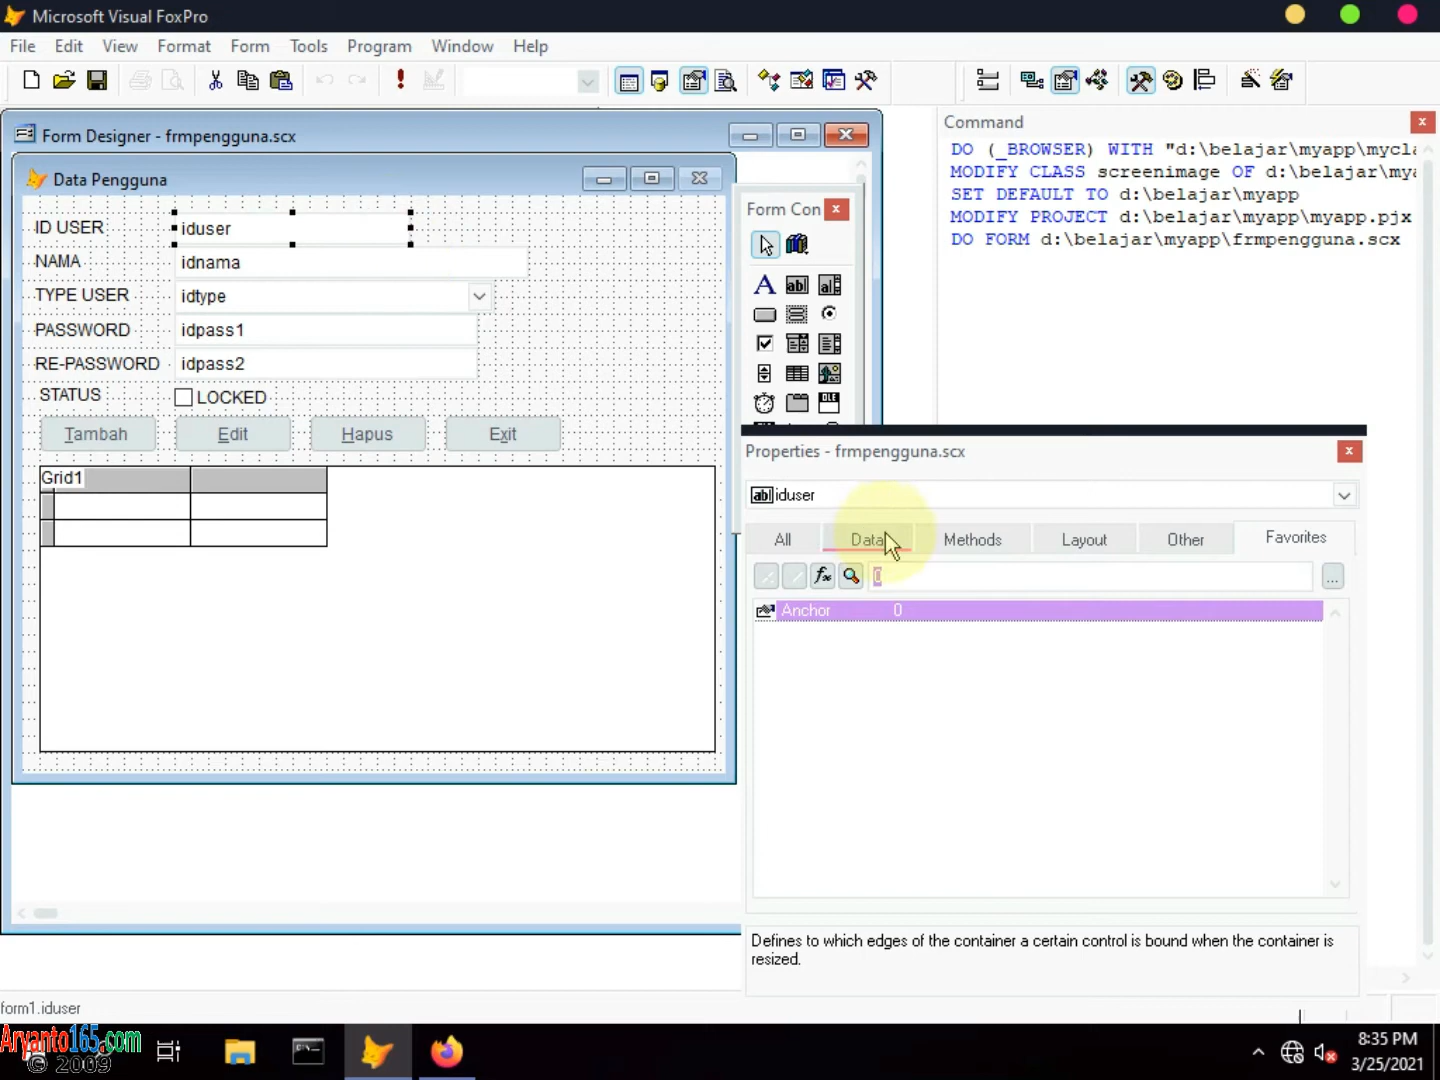 Microsoft Visual FoxPro
File Edit View Format Form Tools Program Window Help
Form Designer - frmpengguna.scx
Data Pengguna
ID USER iduser
NAMA idnama
TYPE USER idtype
PASSWORD idpass1
RE-PASSWORD idpass2
STATUS LOCKED
Tambah Edit Hapus Exit
Grid1
Form Con
Command
DO (_BROWSER) WITH "d:\belajar\myapp\mycla
MODIFY CLASS screenimage OF d:\belajar\my
SET DEFAULT TO d:\belajar\myapp
MODIFY PROJECT d:\belajar\myapp\myapp.pjx
DO FORM d:\belajar\myapp\frmpengguna.scx
Properties - frmpengguna.scx
iduser
All Data Methods Layout Other Favorites
0
Anchor 0
Defines to which edges of the container a certain control is bound when the container is
resized.
form1.iduser
Aryanto165.com
© 2009
8:35 PM
3/25/2021